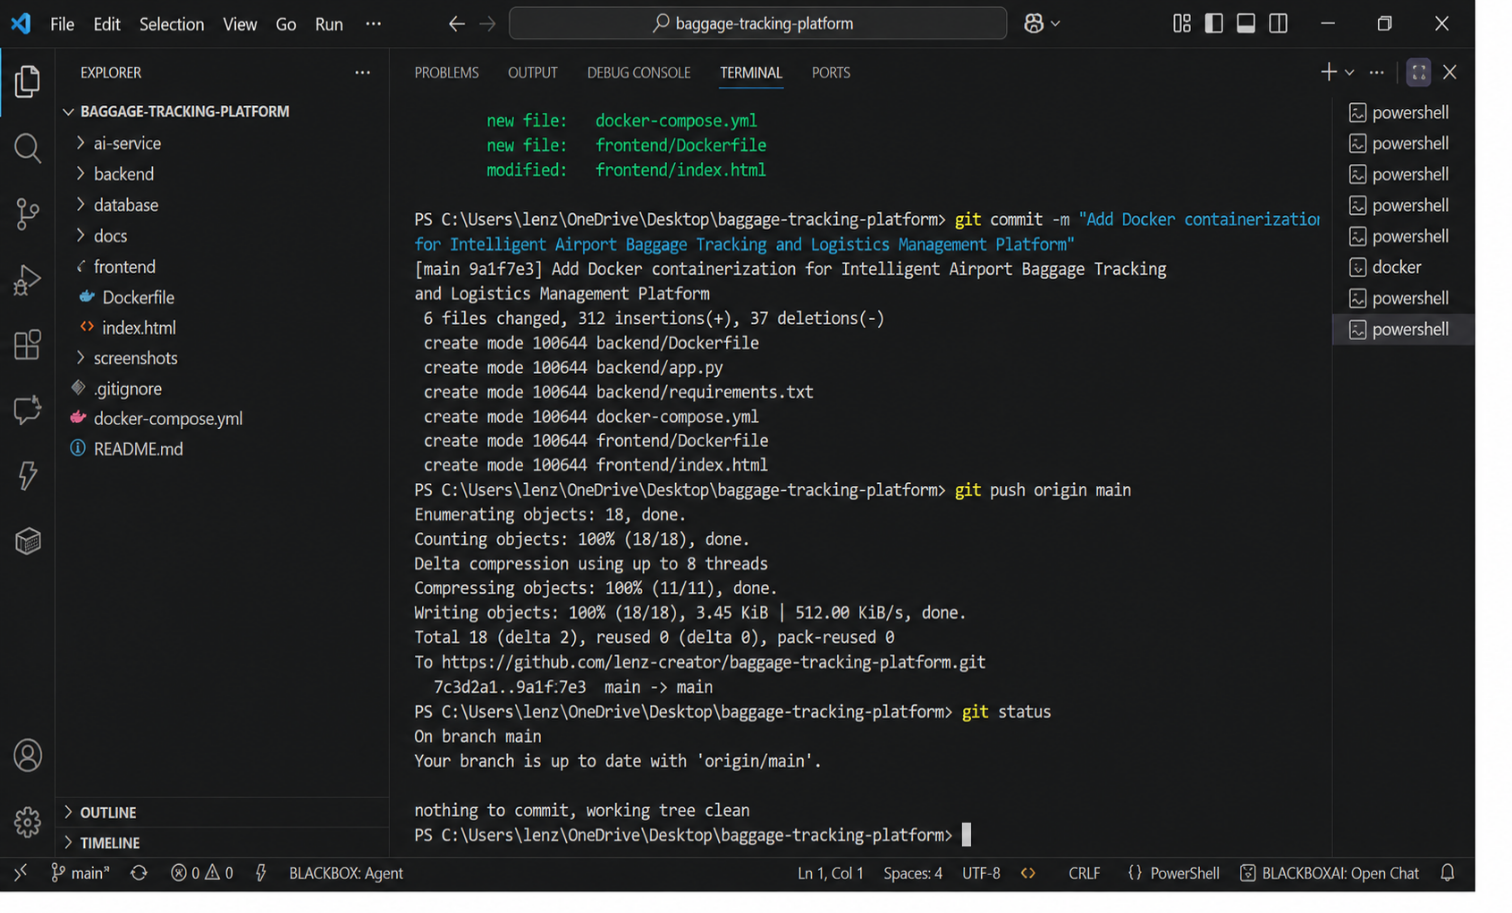 File Edit Selection View Go Run ···
baggage-tracking-platform
EXPLORER ···
BAGGAGE-TRACKING-PLATFORM
ai-service
backend
database
docs
frontend
Dockerfile
index.html
screenshots
.gitignore
docker-compose.yml
README.md
OUTLINE
TIMELINE
PROBLEMS OUTPUT DEBUG CONSOLE TERMINAL PORTS
new file: docker-compose.yml
new file: frontend/Dockerfile
modified: frontend/index.html
PS C:\Users\lenz\OneDrive\Desktop\baggage-tracking-platform> git commit -m "Add Docker containerization
for Intelligent Airport Baggage Tracking and Logistics Management Platform"
[main 9a1f7e3] Add Docker containerization for Intelligent Airport Baggage Tracking
and Logistics Management Platform
6 files changed, 312 insertions(+), 37 deletions(-)
create mode 100644 backend/Dockerfile
create mode 100644 backend/app.py
create mode 100644 backend/requirements.txt
create mode 100644 docker-compose.yml
create mode 100644 frontend/Dockerfile
create mode 100644 frontend/index.html
PS C:\Users\lenz\OneDrive\Desktop\baggage-tracking-platform> git push origin main
Enumerating objects: 18, done.
Counting objects: 100% (18/18), done.
Delta compression using up to 8 threads
Compressing objects: 100% (11/11), done.
Writing objects: 100% (18/18), 3.45 KiB | 512.00 KiB/s, done.
Total 18 (delta 2), reused 0 (delta 0), pack-reused 0
To https://github.com/lenz-creator/baggage-tracking-platform.git
7c3d2a1..9a1f7e3 main -> main
PS C:\Users\lenz\OneDrive\Desktop\baggage-tracking-platform> git status
On branch main
Your branch is up to date with 'origin/main'.
nothing to commit, working tree clean
PS C:\Users\lenz\OneDrive\Desktop\baggage-tracking-platform>
powershell
powershell
powershell
powershell
powershell
docker
powershell
powershell
main* 0 0 BLACKBOX: Agent Ln 1, Col 1 Spaces: 4 UTF-8 CRLF {} PowerShell BLACKBOXAI: Open Chat